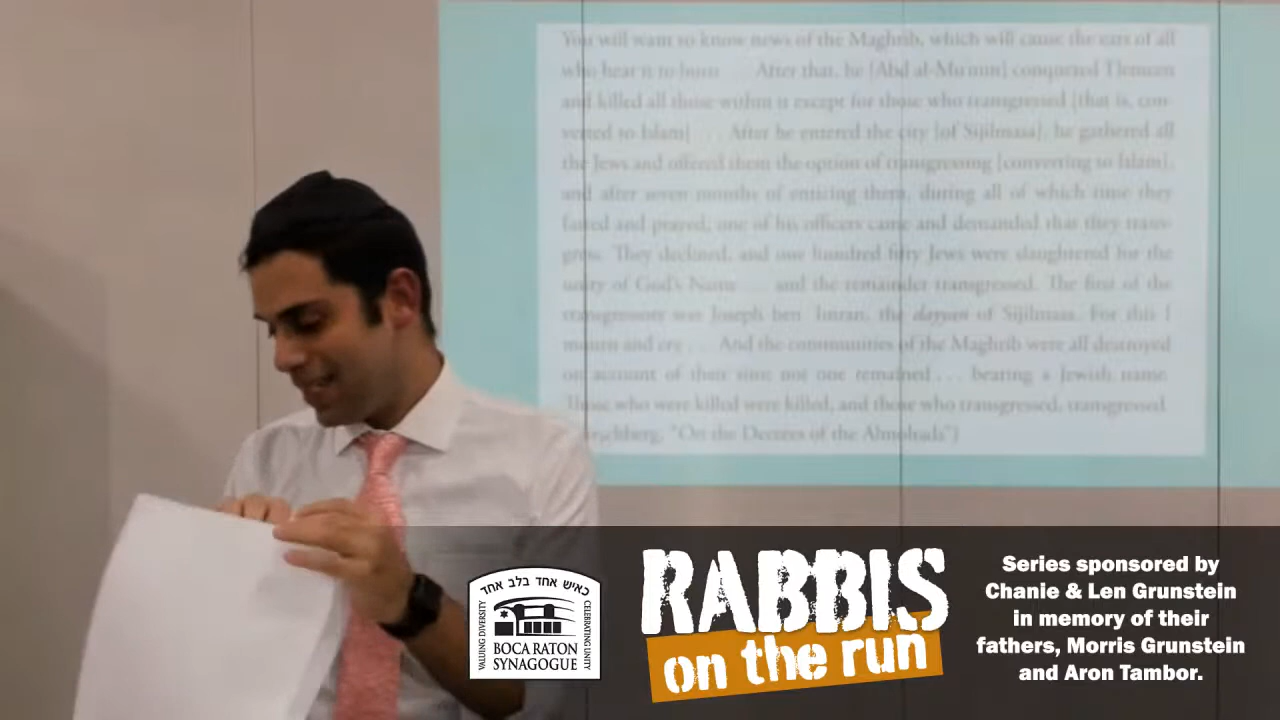 You will want to know news of the Maghrib, which will cause the ears of all
who hear it to burn . . . After that, he [Abd al-Mu'min] conquered Tlemcen
and killed all those within it except for those who transgressed [that is, con-
verted to Islam] . . . After he entered the city [of Sijilmasa], he gathered all
the Jews and offered them the option of transgressing [converting to Islam],
and after seven months of enticing them, during all of which time they
fasted and prayed, one of his officers came and demanded that they trans-
gress. They declined, and one hundred fifty Jews were slaughtered for the
unity of God's Name . . . and the remainder transgressed. The first of the
transgressors was Joseph ben 'Imran, the dayyan of Sijilmasa. For this I
mourn and cry . . . And the communities of the Maghrib were all destroyed
on account of their sins; not one remained . . . bearing a Jewish name.
Those who were killed were killed, and those who transgressed, transgressed.
"On the Decrees of the Almohads")
כאיש אחד בלב אחד
VALUING DIVERSITY
CELEBRATING UNITY
BOCA RATON
SYNAGOGUE
RABBIS
on the run
Series sponsored by
Chanie & Len Grunstein
in memory of their
fathers, Morris Grunstein
and Aron Tambor.